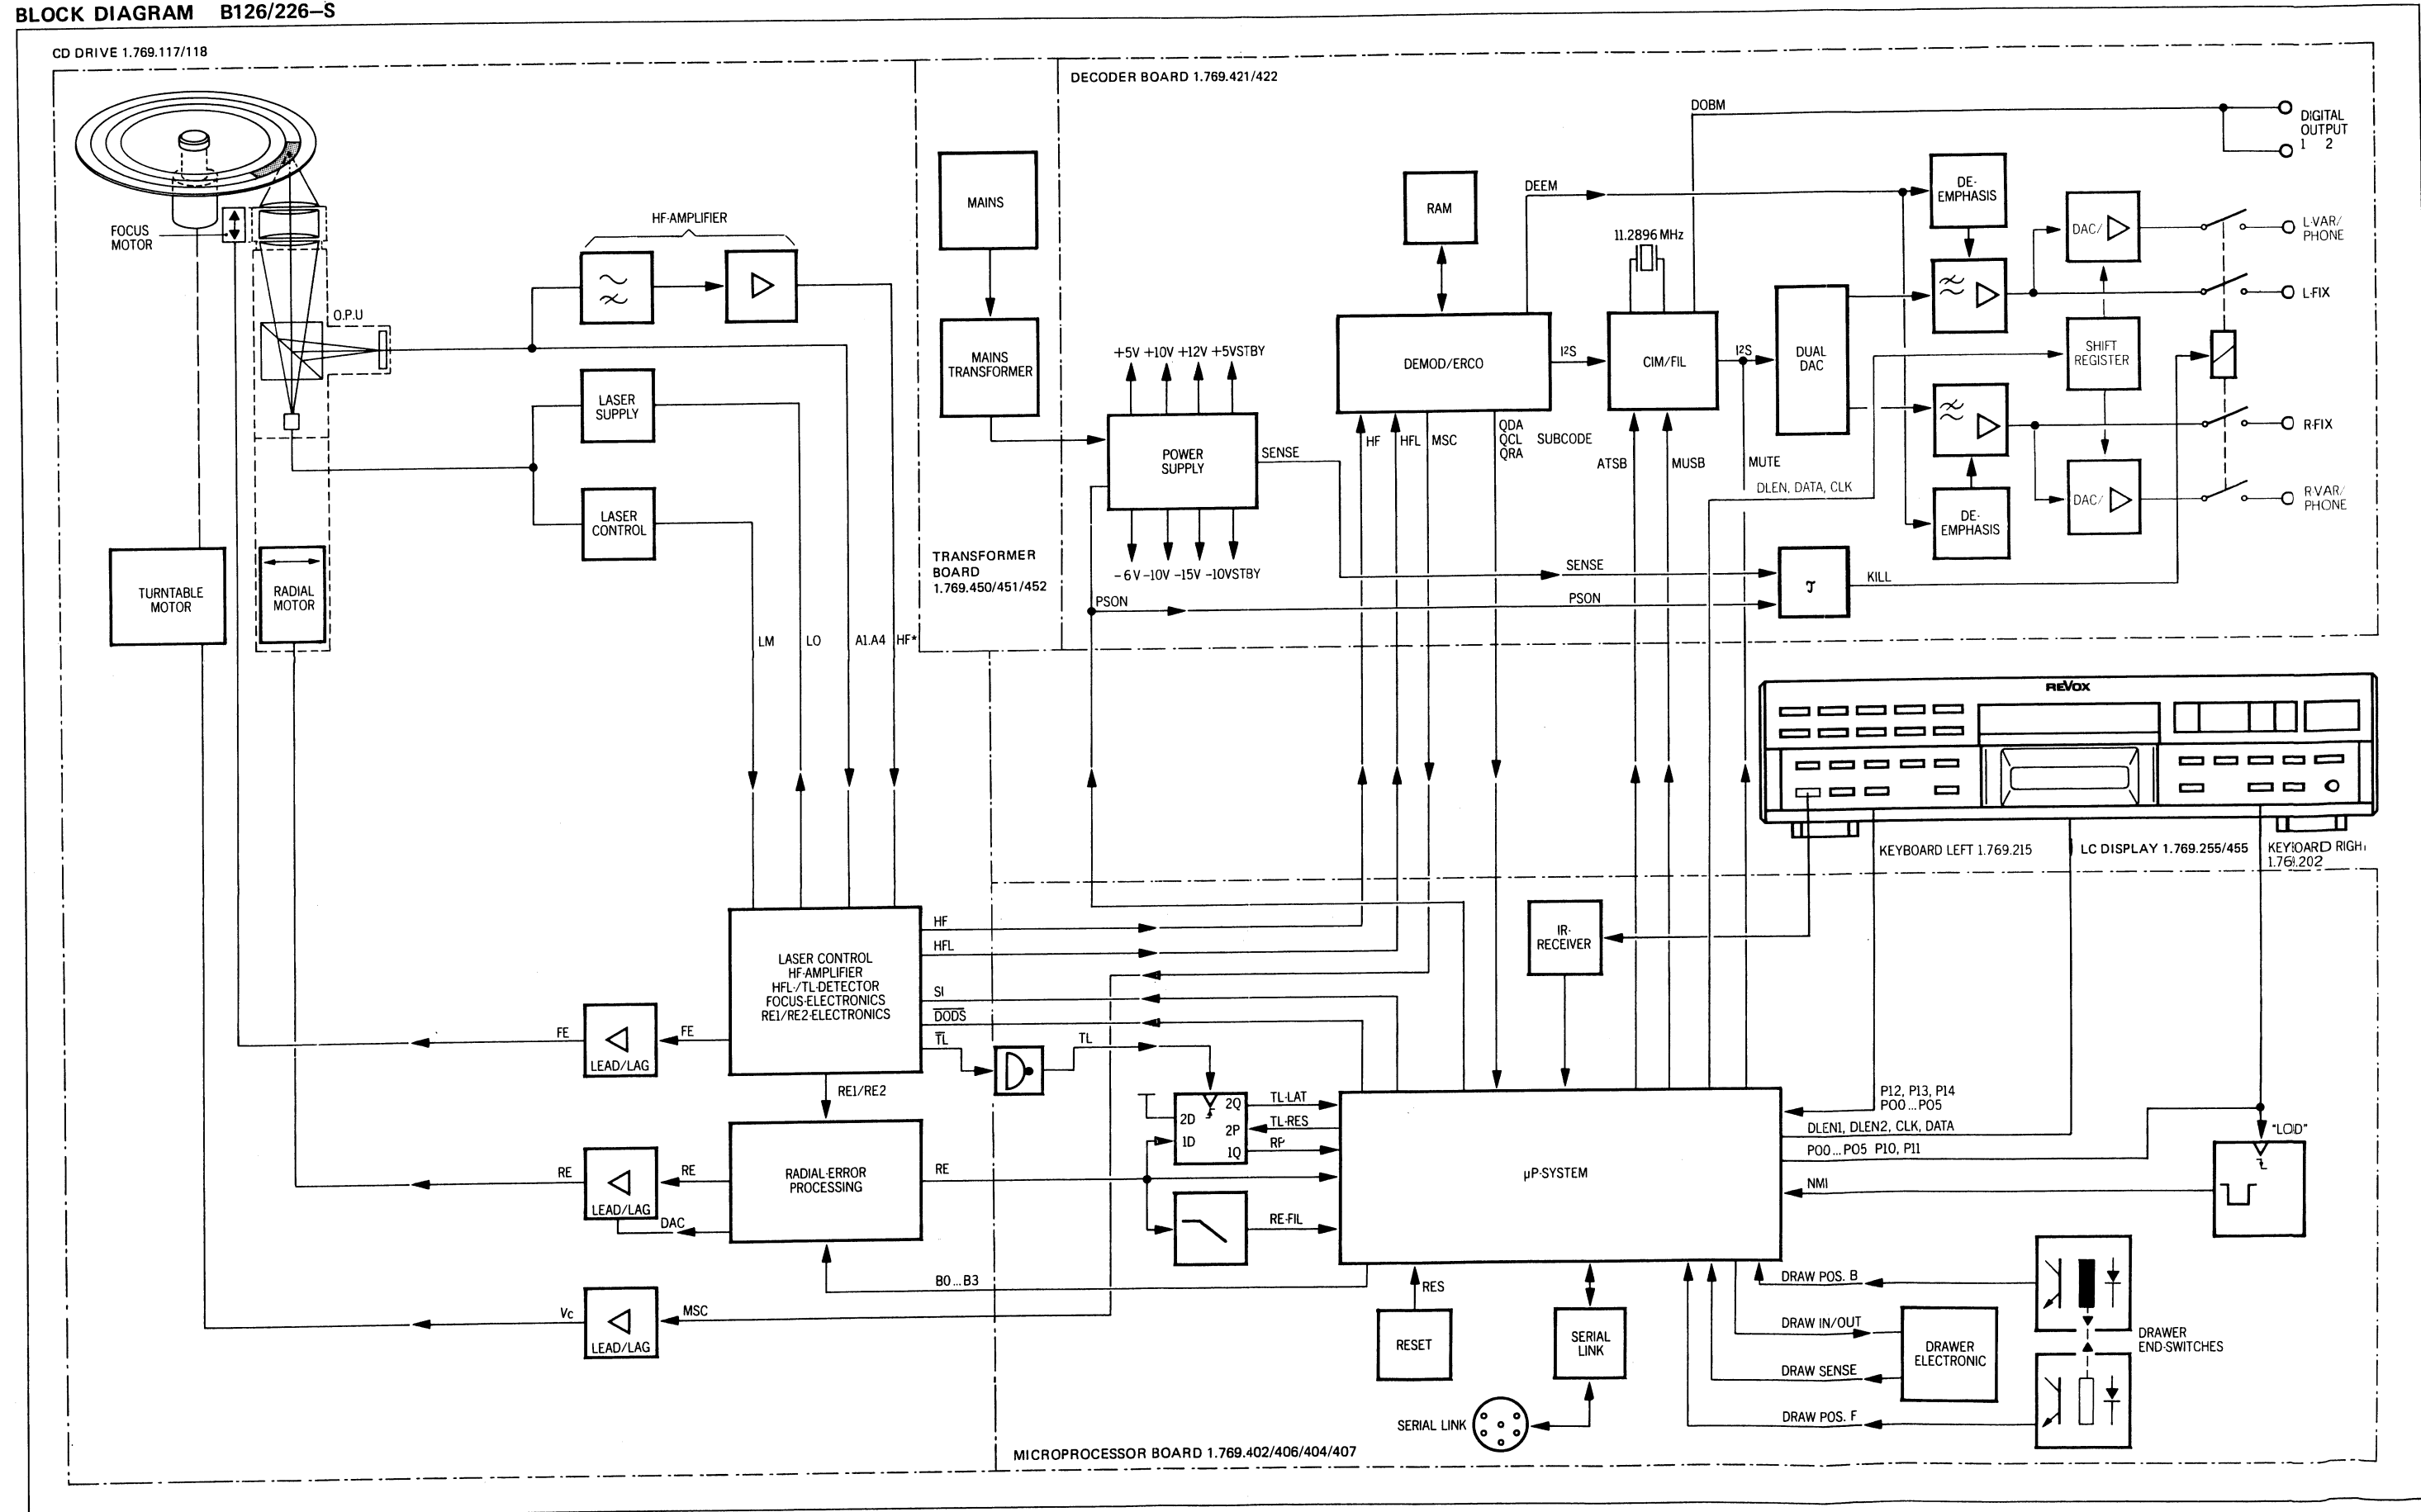 BLOCK DIAGRAM B126/226–S
CD DRIVE 1.769.117/118
DECODER BOARD 1.769.421/422
FOCUS
MOTOR
O.P.U
HF-AMPLIFIER
LASER
SUPPLY
LASER
CONTROL
TURNTABLE
MOTOR
RADIAL
MOTOR
LM
LO
A1.A4
HF*
MAINS
MAINS
TRANSFORMER
TRANSFORMER
BOARD
1.769.450/451/452
+5V +10V +12V +5VSTBY
POWER
SUPPLY
-6V -10V -15V -10VSTBY
SENSE
SENSE
PSON
PSON
RAM
DEMOD/ERCO
HF
HFL
MSC
QDA
QCL SUBCODE
QRA
DEEM
I²S
11.2896 MHz
CIM/FIL
DOBM
ATSB
MUSB
I²S
MUTE
DUAL
DAC
DLEN, DATA, CLK
KILL
DE-
EMPHASIS
DE-
EMPHASIS
DAC/
SHIFT
REGISTER
DAC/
DIGITAL
OUTPUT
1 2
L-VAR/
PHONE
L-FIX
R-FIX
R-VAR/
PHONE
REVOX
KEYBOARD LEFT 1.769.215
LC DISPLAY 1.769.255/455
KEYBOARD RIGHT
1.769.202
LASER CONTROL
HF-AMPLIFIER
HFL-/TL-DETECTOR
FOCUS-ELECTRONICS
RE1/RE2-ELECTRONICS
HF
HFL
SI
DODS
TL
TL
FE
FE
LEAD/LAG
RE1/RE2
RADIAL-ERROR
PROCESSING
RE
RE
RE
LEAD/LAG
DAC
B0...B3
Vc
MSC
LEAD/LAG
2D
1D
2Q
2P
1Q
TL-LAT
TL-RES
RP
RE-FIL
IR-
RECEIVER
µP-SYSTEM
P12, P13, P14
P00...P05
DLEN1, DLEN2, CLK, DATA
P00...P05 P10, P11
NMI
"LOD"
RES
RESET
SERIAL
LINK
SERIAL LINK
DRAW POS. B
DRAW IN/OUT
DRAW SENSE
DRAW POS. F
DRAWER
ELECTRONIC
DRAWER
END-SWITCHES
MICROPROCESSOR BOARD 1.769.402/406/404/407